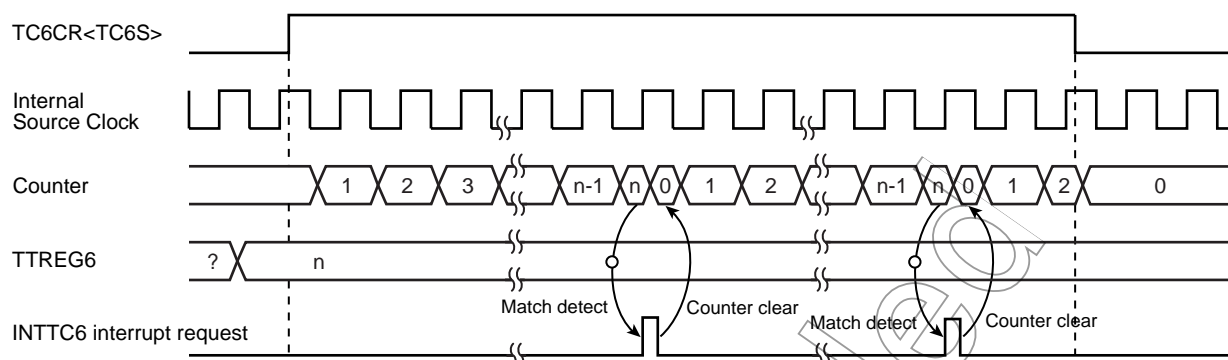 TC6CR<TC6S>
Internal
Source Clock
Counter 1 2 3 n-1 n 0 1 2 n-1 n 0 1 2 0
TTREG6 ? n
Match detect Counter clear Match detect Counter clear
INTTC6 interrupt request